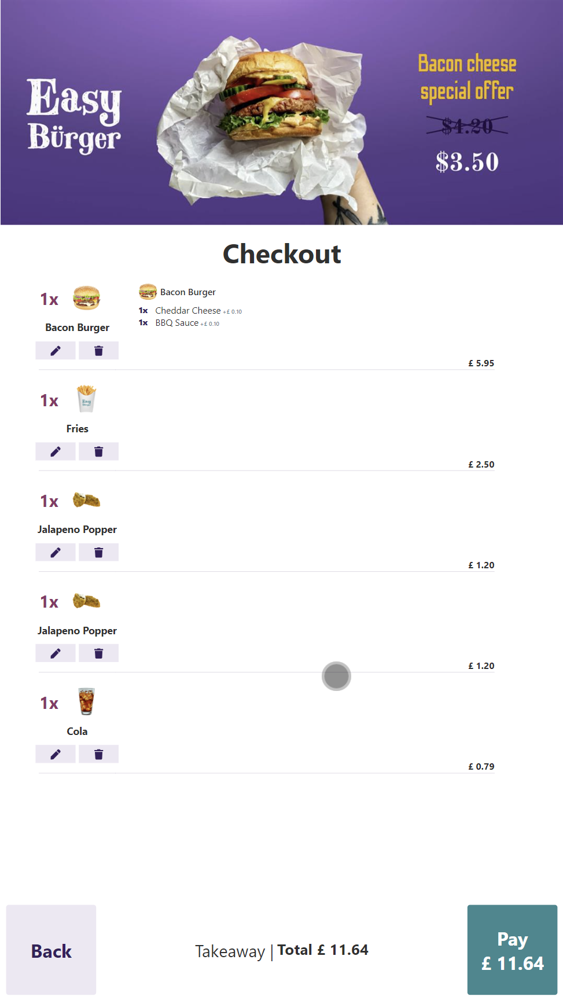 Easy
Bürger
Bacon cheese
special offer
$4.20
$3.50
Checkout
1x
Bacon Burger
Bacon Burger
1x Cheddar Cheese +£ 0.10
1x BBQ Sauce +£ 0.10
£ 5.95
1x
Easy
Bürger
Fries
£ 2.50
1x
Jalapeno Popper
£ 1.20
1x
Jalapeno Popper
£ 1.20
1x
Cola
£ 0.79
Back
Takeaway | Total £ 11.64
Pay
£ 11.64